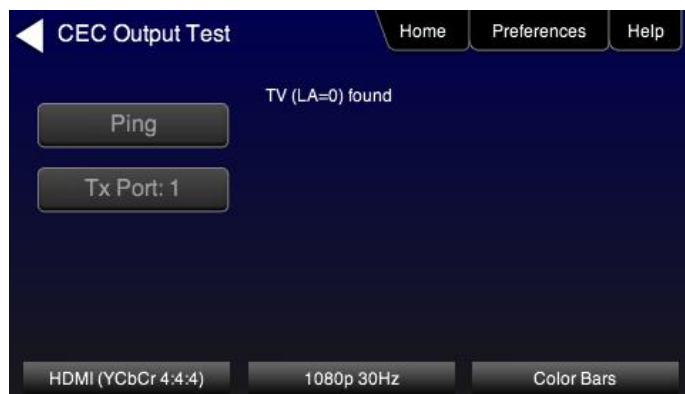 CEC Output Test
Home
Preferences
Help
TV (LA=0) found
Ping
Tx Port: 1
HDMI (YCbCr 4:4:4)
1080p 30Hz
Color Bars